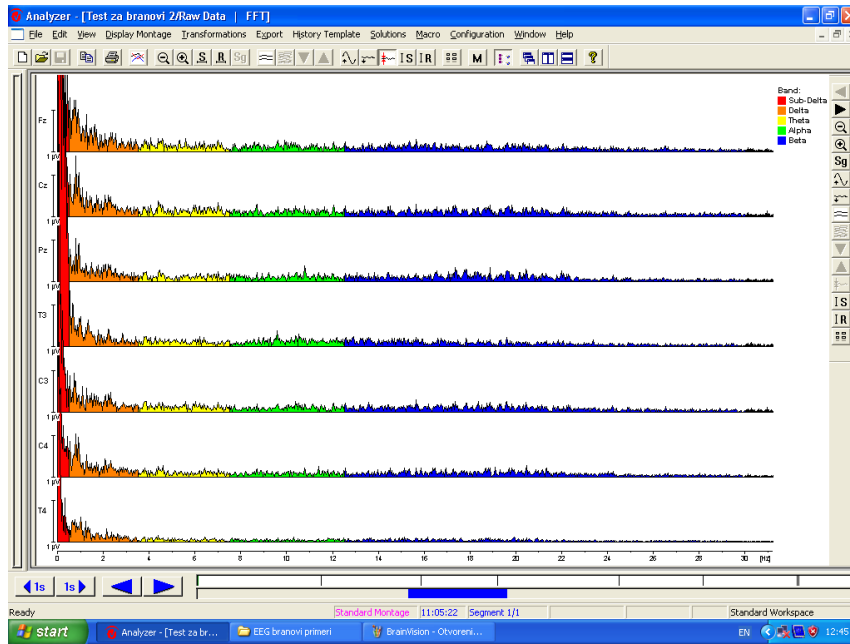 Analyzer - [Test za branovi 2/Raw Data | FFT]
File Edit View Display Montage Transformations Export History Template Solutions Macro Configuration Window Help
S R Sg I S I R M ?
Band:
Sub-Delta
Delta
Theta
Alpha
Beta
Fz
1 µV
Cz
1 µV
Pz
1 µV
T3
1 µV
C3
1 µV
C4
1 µV
T4
1 µV
0 2 4 6 8 10 12 14 16 18 20 22 24 26 28 30 [Hz]
Sg
I S
I R
1s 1s
Ready Standard Montage 11:05:22 Segment 1/1 Standard Workspace
start Analyzer - [Test za br... EEG branovi primeri BrainVision - Otvoreni... EN 12:45